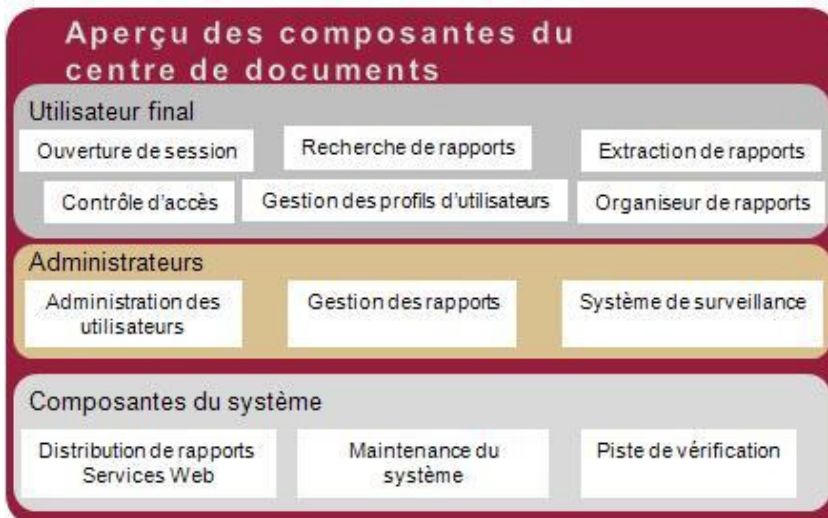 Aperçu des composantes du
centre de documents
Utilisateur final
Ouverture de session
Recherche de rapports
Extraction de rapports
Contrôle d'accès
Gestion des profils d'utilisateurs
Organiseur de rapports
Administrateurs
Administration des
utilisateurs
Gestion des rapports
Système de surveillance
Composantes du système
Distribution de rapports
Services Web
Maintenance du
système
Piste de vérification